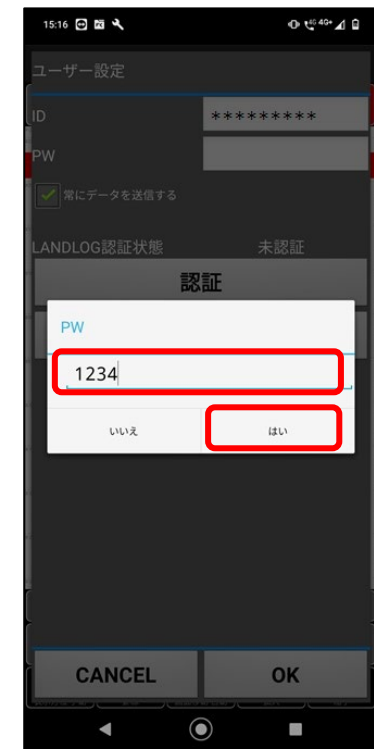 15:16
4G 4G+
ユーザー設定
ID *********
PW
常にデータを送信する
LANDLOG認証状態 未認証
認証
PW
1234
いいえ はい
CANCEL OK